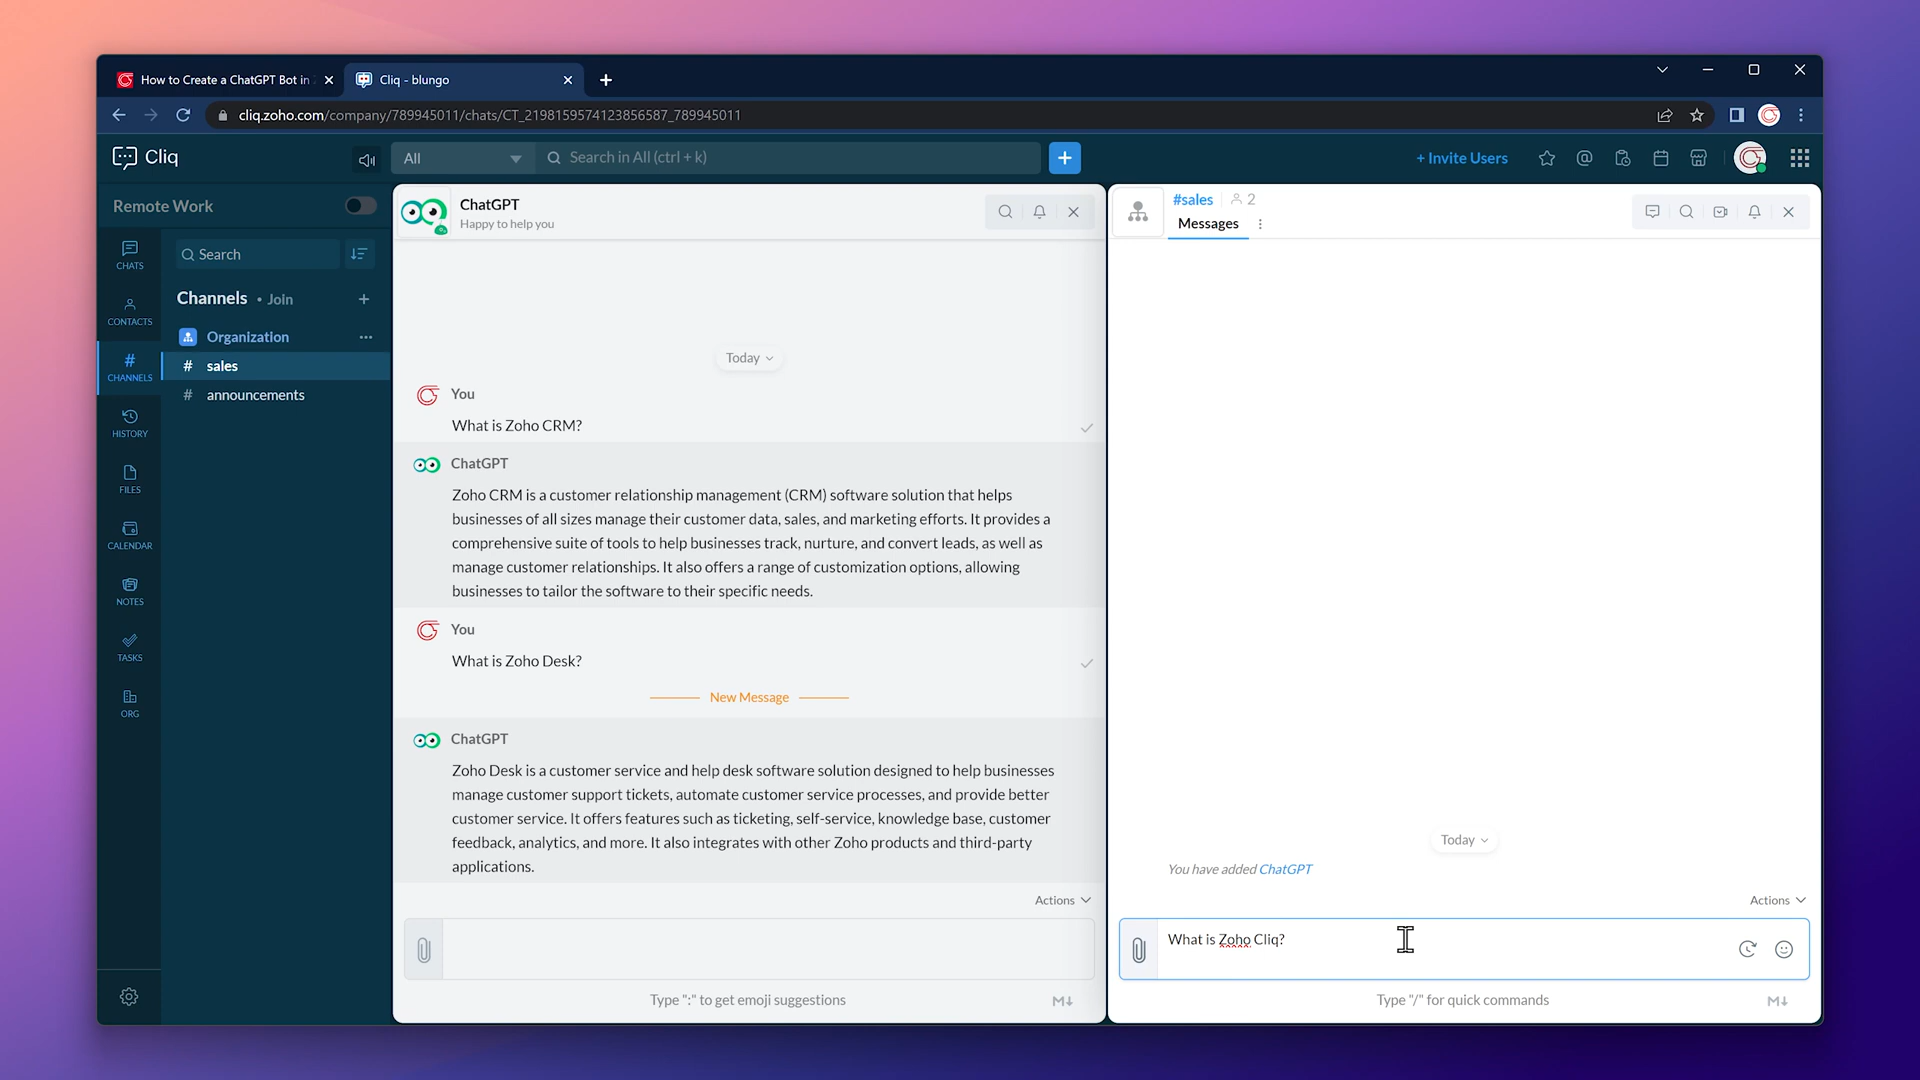 How to Create a ChatGPT Bot in
Cliq - blungo
cliq.zoho.com/company/789945011/chats/CT_2198159574123856587_789945011
Cliq
All
Search in All (ctrl + k)
+ Invite Users
Remote Work
CHATS
CONTACTS
CHANNELS
HISTORY
FILES
CALENDAR
NOTES
TASKS
ORG
Search
Channels • Join
Organization
# sales
# announcements
ChatGPT
Happy to help you
Today
You
What is Zoho CRM?
ChatGPT
Zoho CRM is a customer relationship management (CRM) software solution that helps
businesses of all sizes manage their customer data, sales, and marketing efforts. It provides a
comprehensive suite of tools to help businesses track, nurture, and convert leads, as well as
manage customer relationships. It also offers a range of customization options, allowing
businesses to tailor the software to their specific needs.
You
What is Zoho Desk?
New Message
ChatGPT
Zoho Desk is a customer service and help desk software solution designed to help businesses
manage customer support tickets, automate customer service processes, and provide better
customer service. It offers features such as ticketing, self-service, knowledge base, customer
feedback, analytics, and more. It also integrates with other Zoho products and third-party
applications.
Actions
Type ":" to get emoji suggestions
M↓
#sales 2
Messages
Today
You have added ChatGPT
Actions
What is Zoho Cliq?
Type "/" for quick commands
M↓